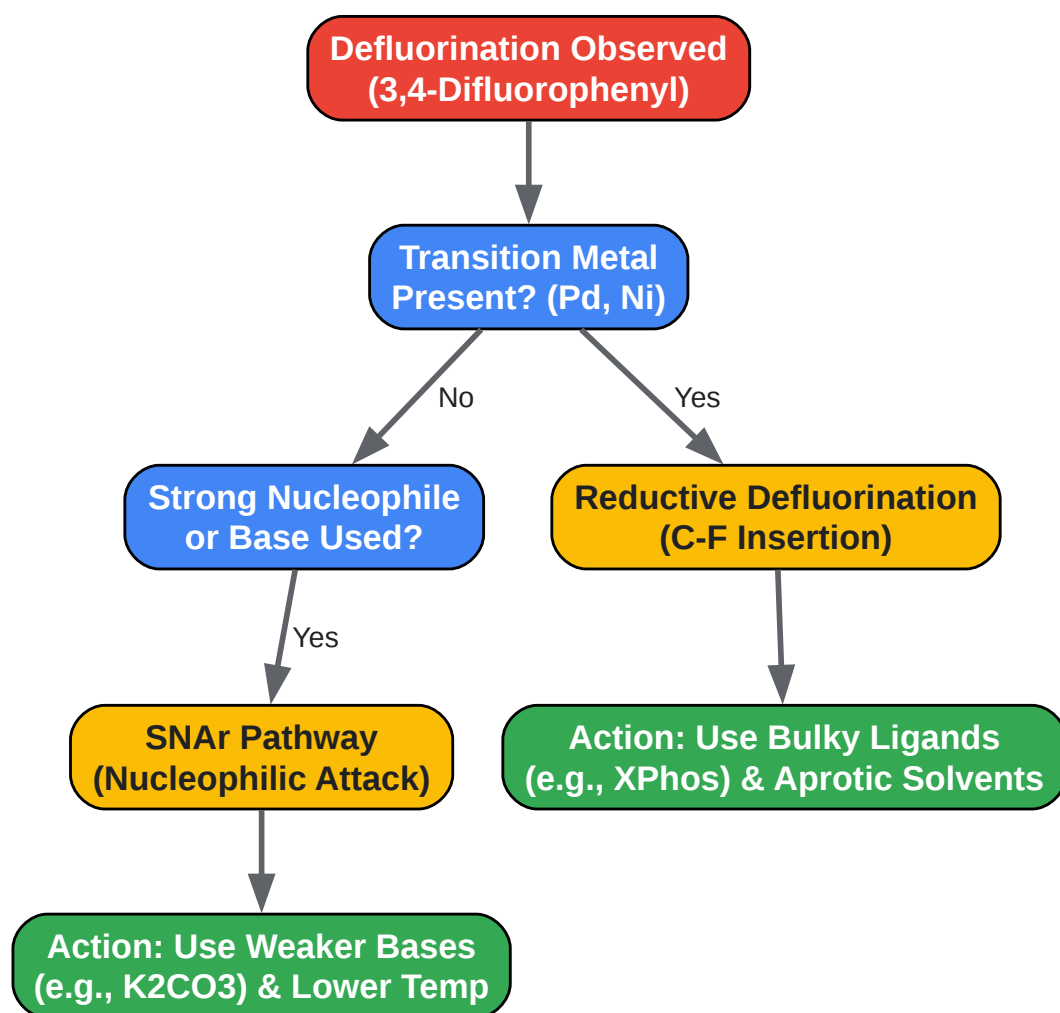 Defluorination Observed
(3,4-Difluorophenyl)
Transition Metal
Present? (Pd, Ni)
No
Yes
Strong Nucleophile
or Base Used?
Reductive Defluorination
(C-F Insertion)
Yes
SNAr Pathway
(Nucleophilic Attack)
Action: Use Bulky Ligands
(e.g., XPhos) & Aprotic Solvents
Action: Use Weaker Bases
(e.g., K2CO3) & Lower Temp